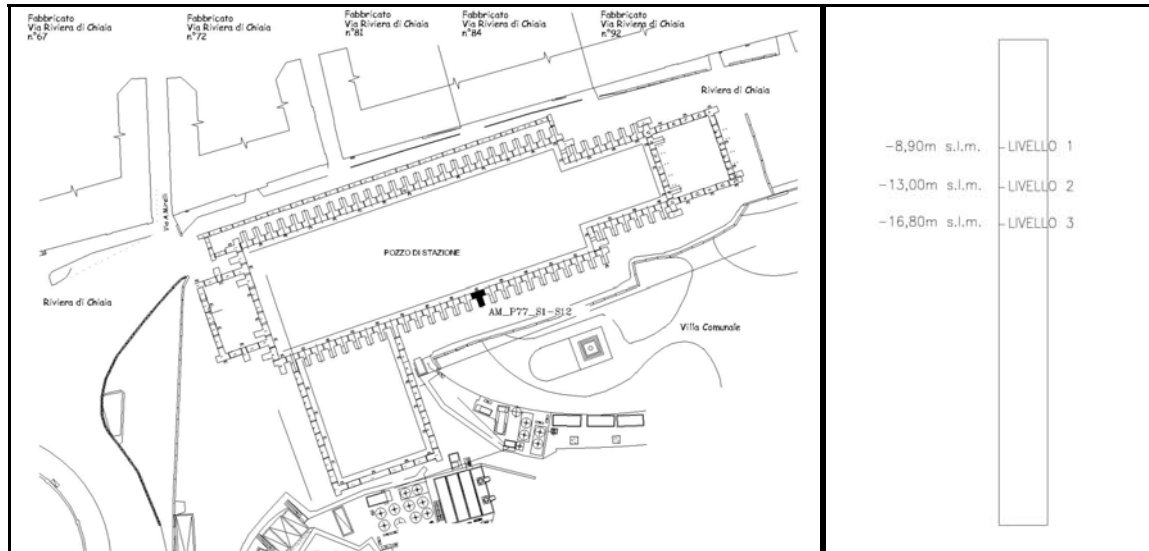 Fabbricato
Via Riviera di Chiaia
n°67
Fabbricato
Via Riviera di Chiaia
n°72
Fabbricato
Via Riviera di Chiaia
n°81
Fabbricato
Via Riviera di Chiaia
n°84
Fabbricato
Via Riviera di Chiaia
n°92
Riviera di Chiaia
Via A.Mirelli
POZZO DI STAZIONE
Riviera di Chiaia
AM_P77_S1-S12
Villa Comunale
-8,90m s.l.m. LIVELLO 1
-13,00m s.l.m. LIVELLO 2
-16,80m s.l.m. LIVELLO 3